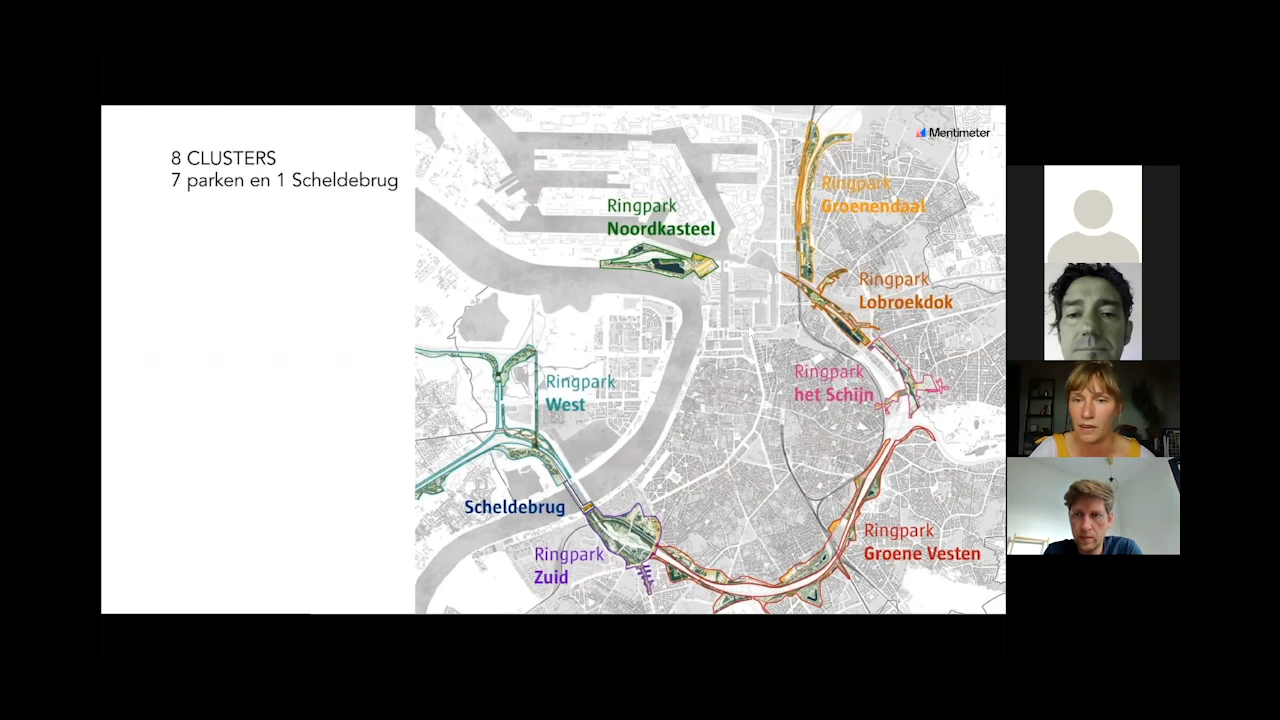 8 CLUSTERS
7 parken en 1 Scheldebrug
Mentimeter
Ringpark
Groenendaal
Ringpark
Noordkasteel
Ringpark
Lobroekdok
Ringpark
het Schijn
Ringpark
West
Scheldebrug
Ringpark
Zuid
Ringpark
Groene Vesten